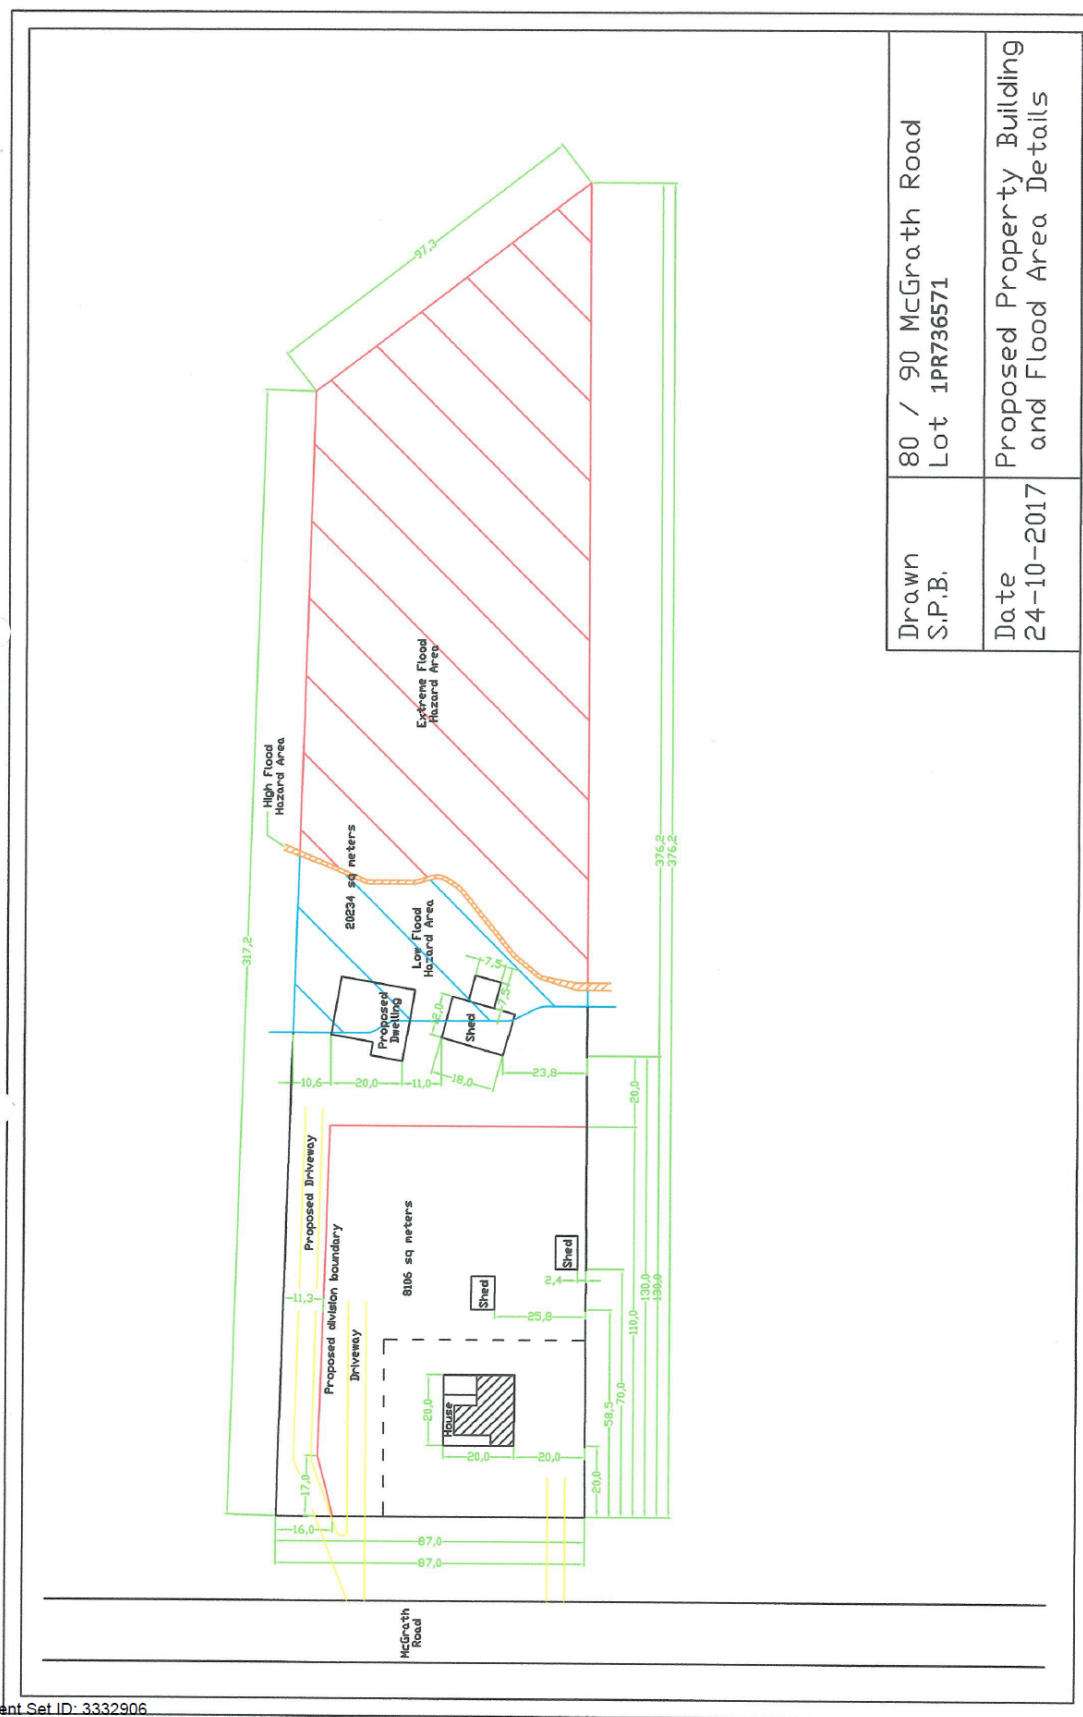 80 / 90 McGrath Road
Lot 1PR736571
Proposed Property Building
and Flood Area Details
Drawn
S.P.B.
Date
24-10-2017
97,3
317,2
High Flood
Hazard Area
Extreme Flood
Hazard Area
20234 sq meters
Low Flood
Hazard Area
376,2
376,2
Proposed
Dwelling
Shed
7,5
7,5
12,0
18,0
10,6
20,0
11,0
23,8
20,0
Proposed Driveway
Proposed division boundary
8106 sq meters
11,3
Driveway
Shed
Shed
2,4
25,8
House
20,0
20,0
20,0
20,0
58,5
70,0
110,0
130,0
130,0
17,0
16,0
87,0
87,0
McGrath
Road
ent Set ID: 3332906